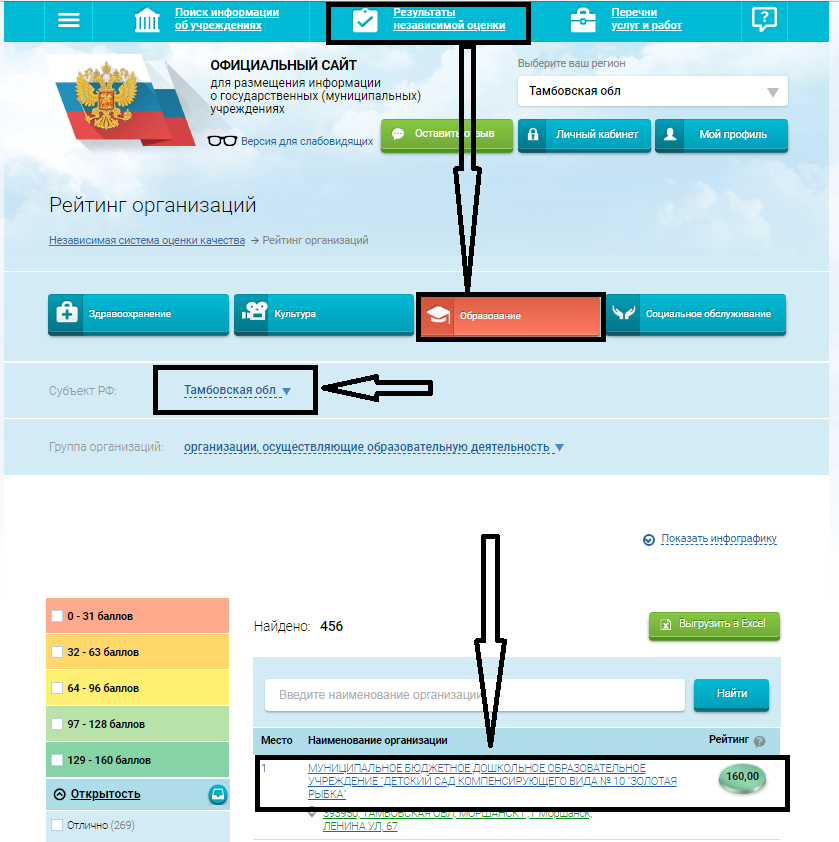 Поиск информации
об учреждениях
Результаты
независимой оценки
Перечни
услуг и работ
ОФИЦИАЛЬНЫЙ САЙТ
для размещения информации
о государственных (муниципальных)
учреждениях
Версия для слабовидящих
Выберите ваш регион
Тамбовская обл
Оставить отзыв
Личный кабинет
Мой профиль
Рейтинг организаций
Независимая система оценки качества → Рейтинг организаций
Здравоохранение
Культура
Образование
Социальное обслуживание
Субъект РФ:
Тамбовская обл
Группа организаций:
организации, осуществляющие образовательную деятельность
Показать инфографику
0 - 31 баллов
32 - 63 баллов
64 - 96 баллов
97 - 128 баллов
129 - 160 баллов
Открытость
Отлично (269)
Найдено: 456
Выгрузить в Excel
Введите наименование организации
Найти
Место Наименование организации Рейтинг ?
1 МУНИЦИПАЛЬНОЕ БЮДЖЕТНОЕ ДОШКОЛЬНОЕ ОБРАЗОВАТЕЛЬНОЕ
УЧРЕЖДЕНИЕ "ДЕТСКИЙ САД КОМПЕНСИРУЮЩЕГО ВИДА № 10 "ЗОЛОТАЯ
РЫБКА"
160,00
393950, ТАМБОВСКАЯ ОБЛ, МОРШАНСК Г, Г Моршанск,
ЛЕНИНА УЛ, 67